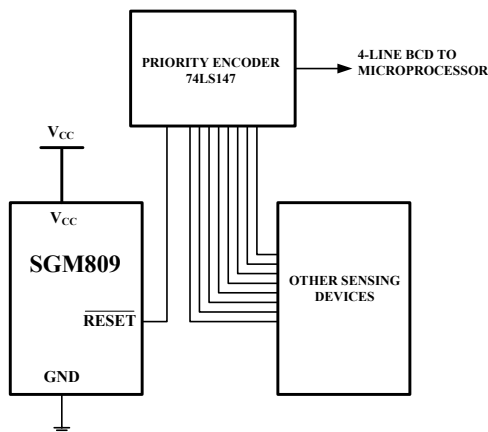 PRIORITY ENCODER
74LS147
4-LINE BCD TO
MICROPROCESSOR
VCC
VCC
SGM809
RESET
GND
OTHER SENSING
DEVICES